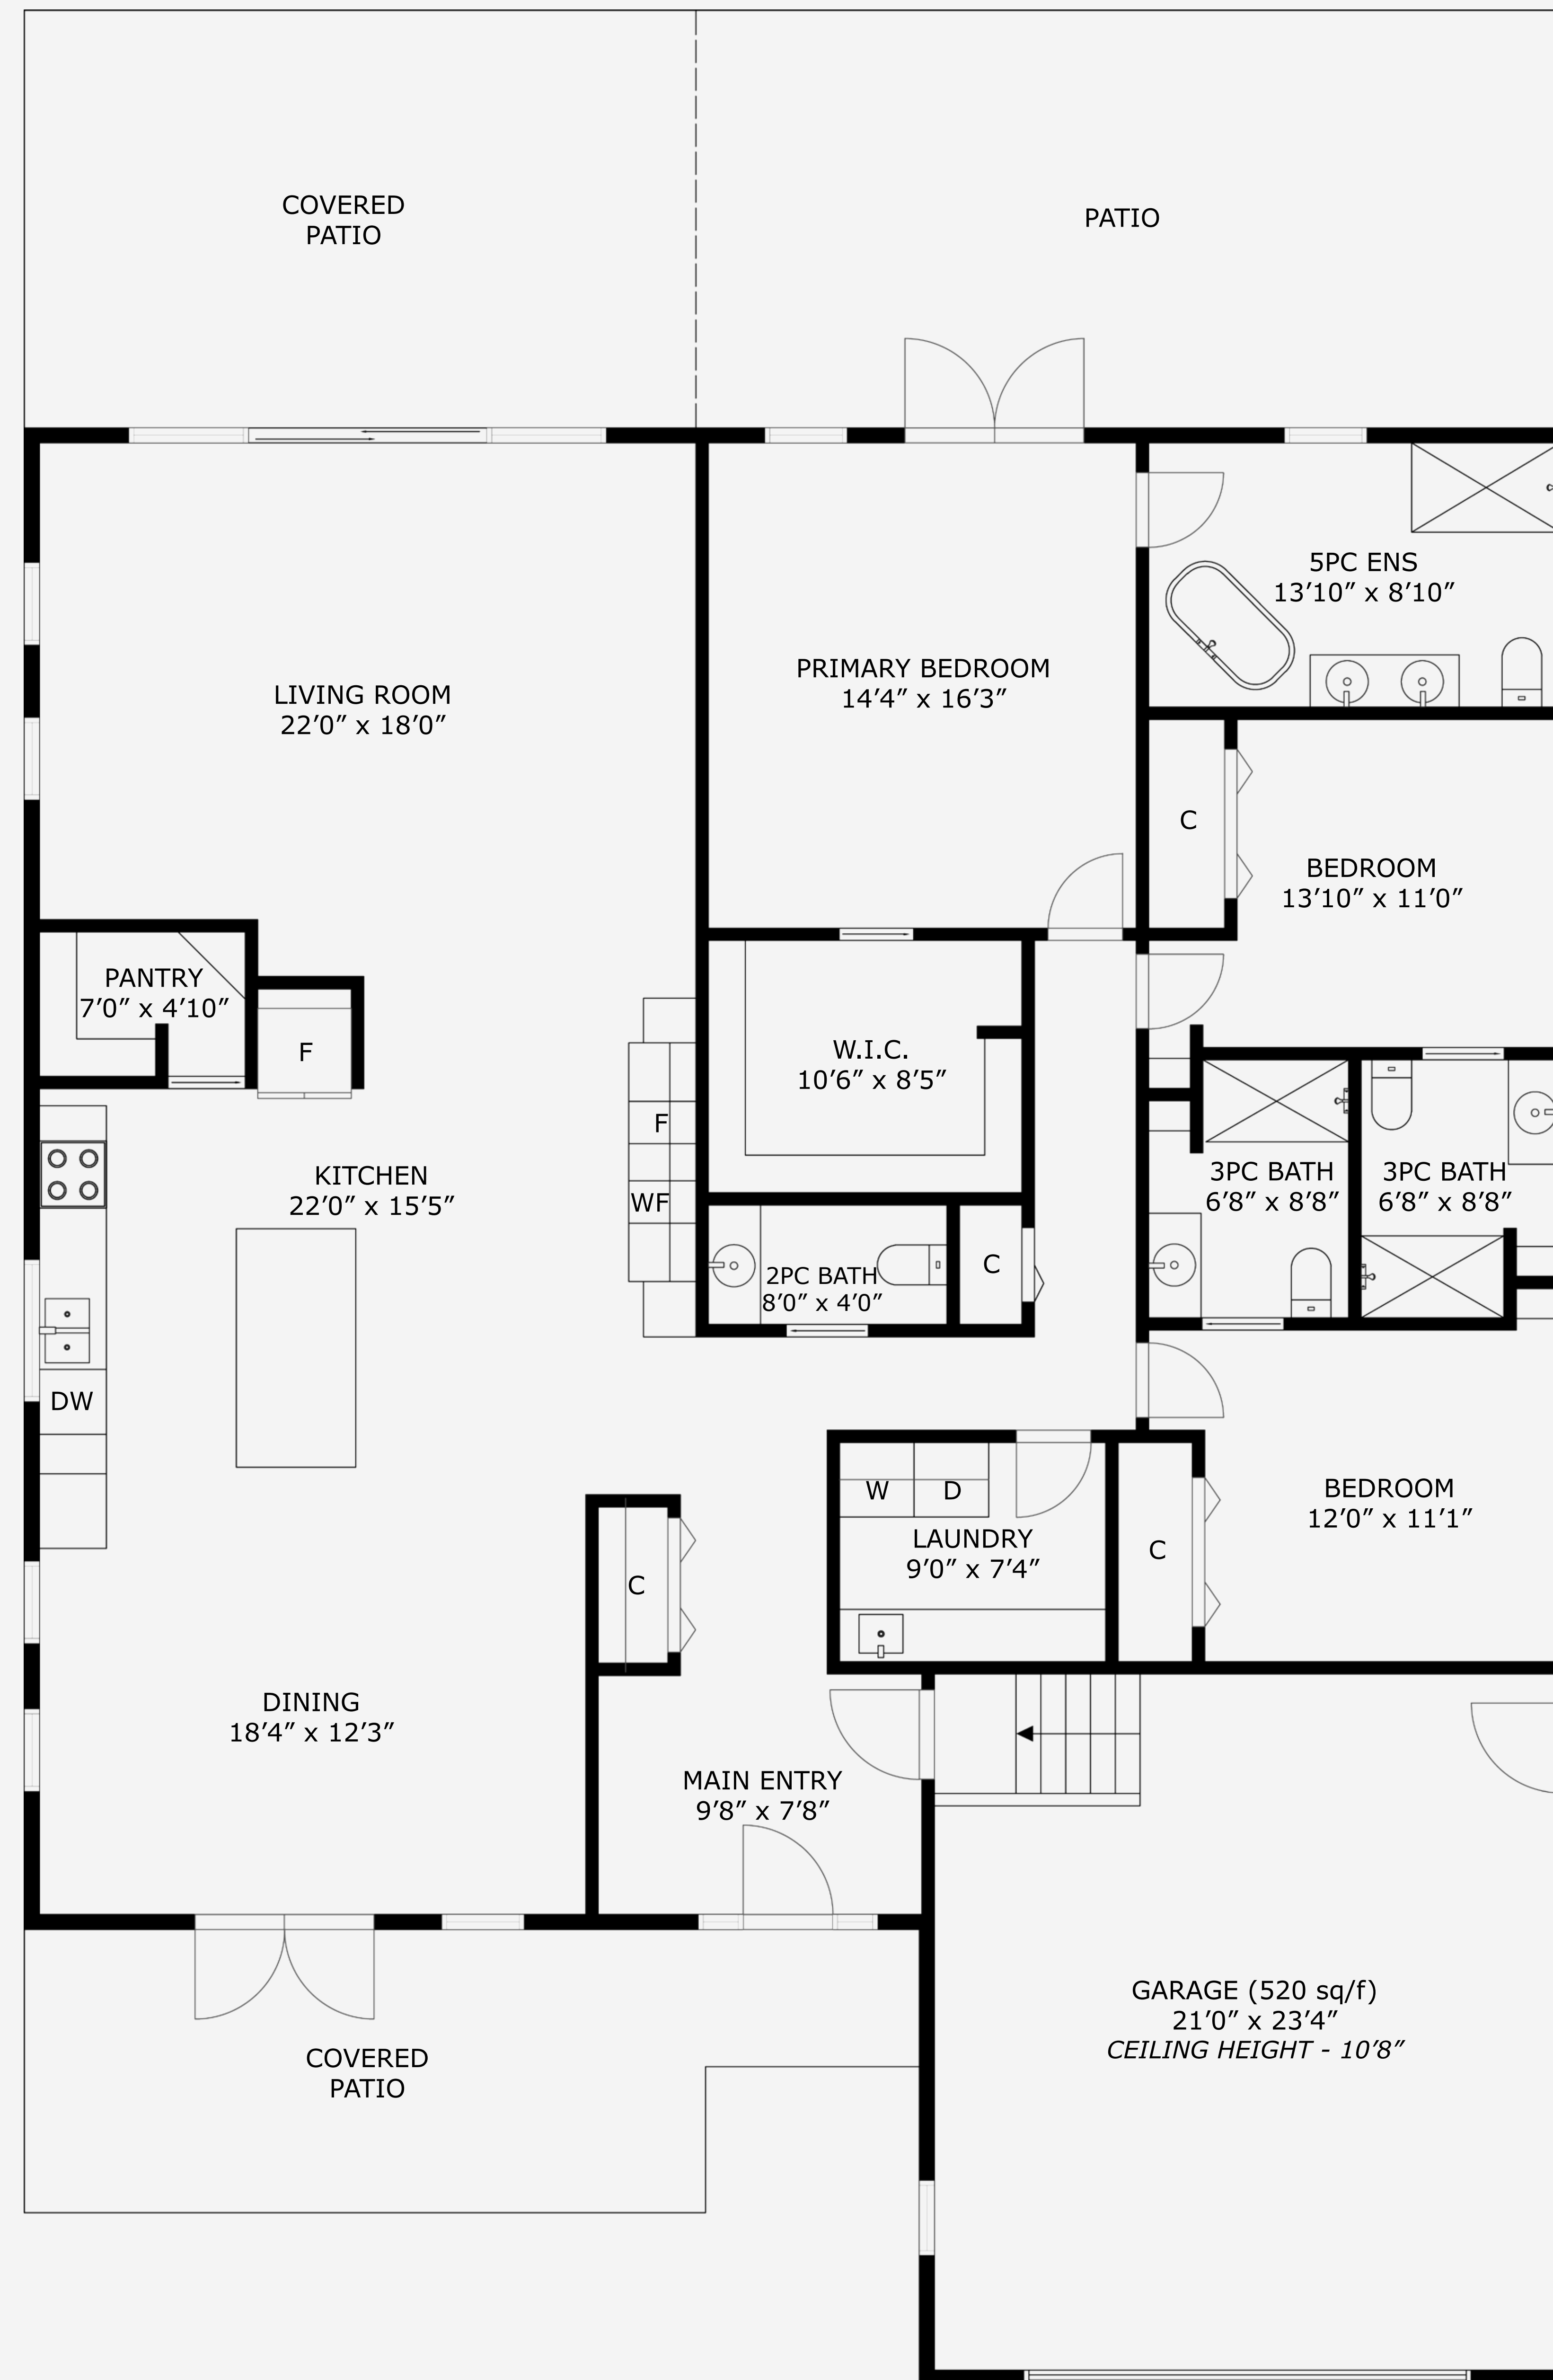 COVERED
PATIO
PATIO
5PC ENS
13’10” x 8’10”
PRIMARY BEDROOM
14’4” x 16’3”
LIVING ROOM
22’0” x 18’0”
C
BEDROOM
13’10” x 11’0”
PANTRY
7’0” x 4’10”
F
W.I.C.
10’6” x 8’5”
F
KITCHEN
22’0” x 15’5”
WF
3PC BATH
6’8” x 8’8”
3PC BATH
6’8” x 8’8”
2PC BATH
8’0” x 4’0”
C
DW
W
D
BEDROOM
12’0” x 11’1”
LAUNDRY
9’0” x 7’4”
C
C
DINING
18’4” x 12’3”
MAIN ENTRY
9’8” x 7’8”
GARAGE (520 sq/f)
21’0” x 23’4”
CEILING HEIGHT - 10’8”
COVERED
PATIO